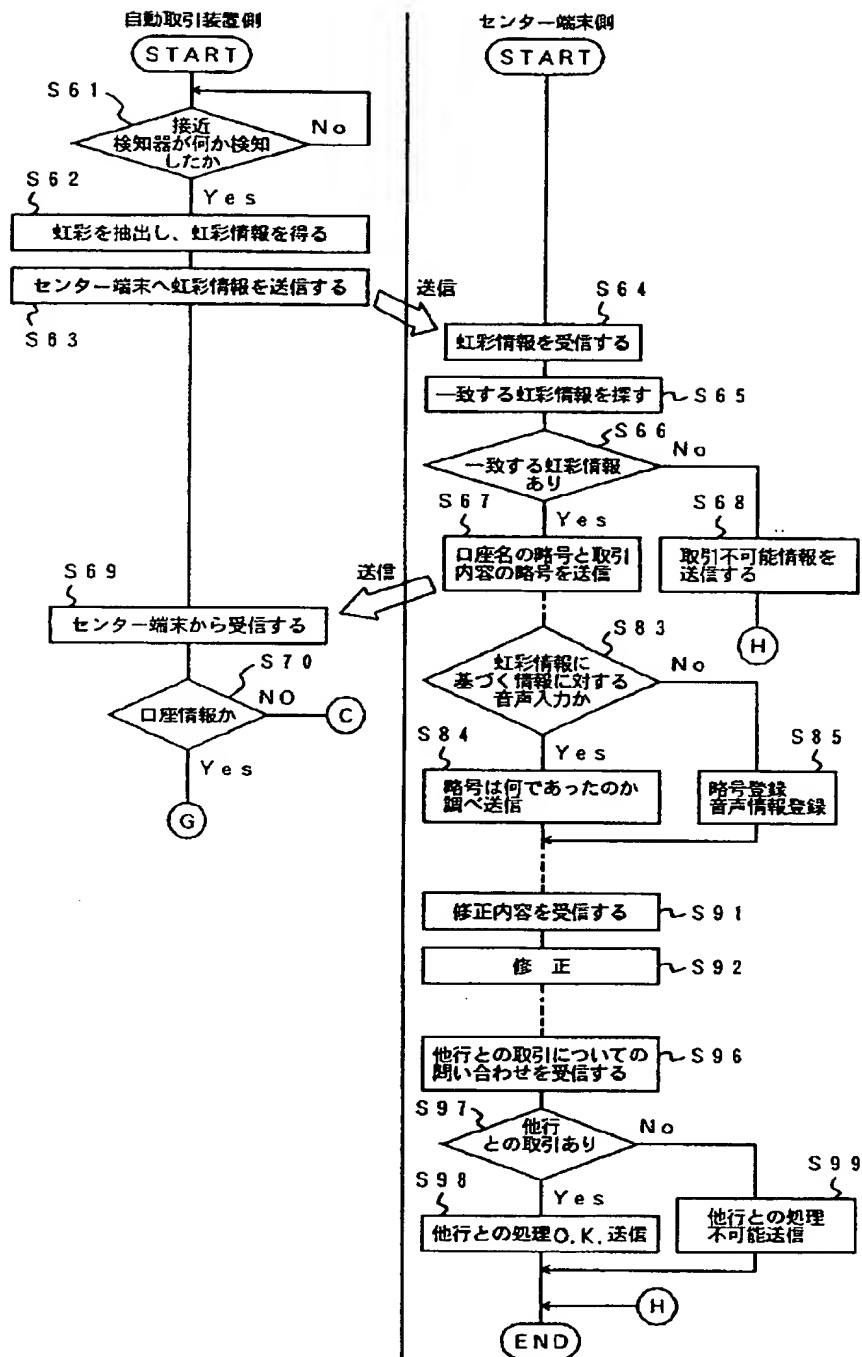 自動取引装置側
START
S61
接近
検知器が何か検知
したか
No
Yes
S62
虹彩を抽出し、虹彩情報を得る
センター端末へ虹彩情報を送信する
S63
送信
S69
センター端末から受信する
S70
口座情報か
NO
C
Yes
G
センター端末側
START
S64
虹彩情報を受信する
一致する虹彩情報を探す
S65
S66
一致する虹彩情報
あり
No
S67
Yes
口座名の略号と取引
内容の略号を送信
送信
S68
取引不可能情報を
送信する
H
S83
虹彩情報に
基づく情報に対する
音声入力か
No
S84
Yes
略号は何であったのか
調べ送信
S85
略号登録
音声情報登録
修正内容を受信する
S91
修 正
S92
他行との取引についての
問い合わせを受信する
S96
S97
他行
との取引あり
No
S98
Yes
他行との処理O.K.送信
S99
他行との処理
不可能送信
H
END